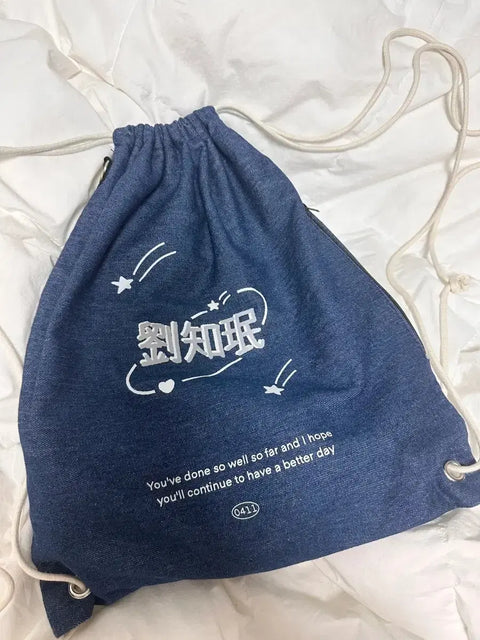 劉知珉
You've done so well so far and I hope
you'll continue to have a better day
0411